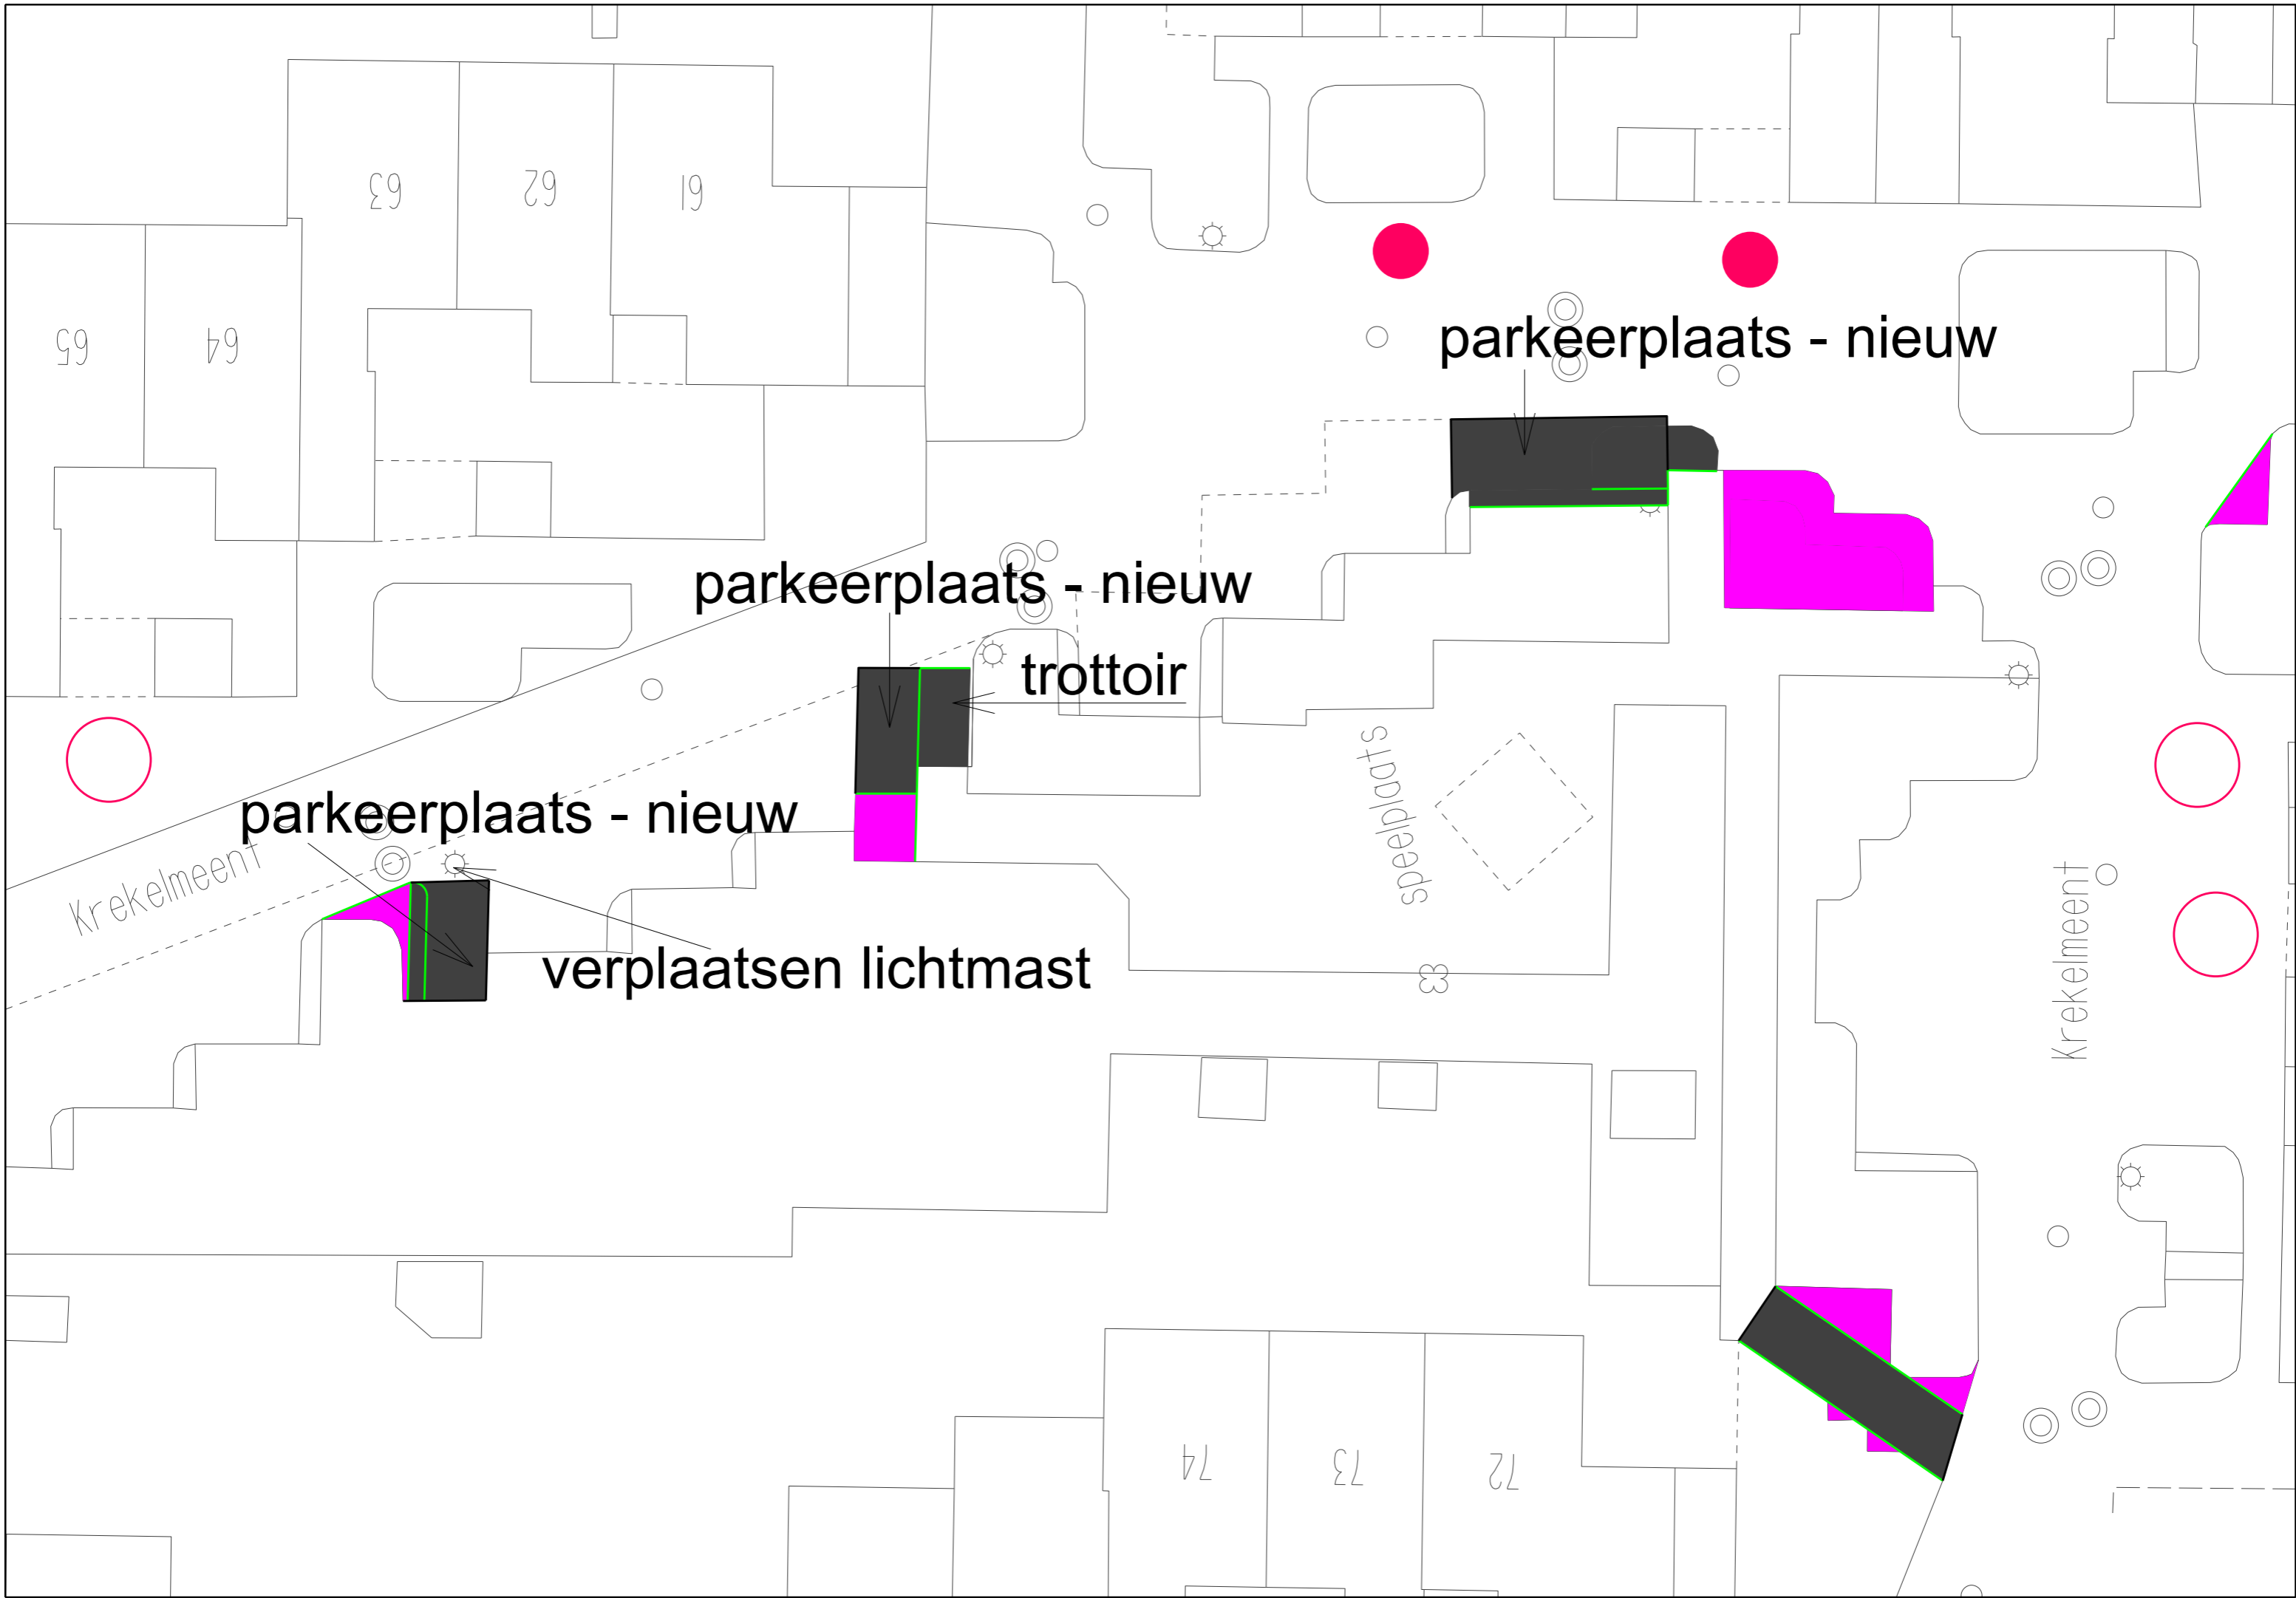 63
62
61
65
64
parkeerplaats - nieuw
parkeerplaats - nieuw
trottoir
speelplaats
parkeerplaats - nieuw
Krekelmeent
verplaatsen lichtmast
Krekelmeent
74
73
72